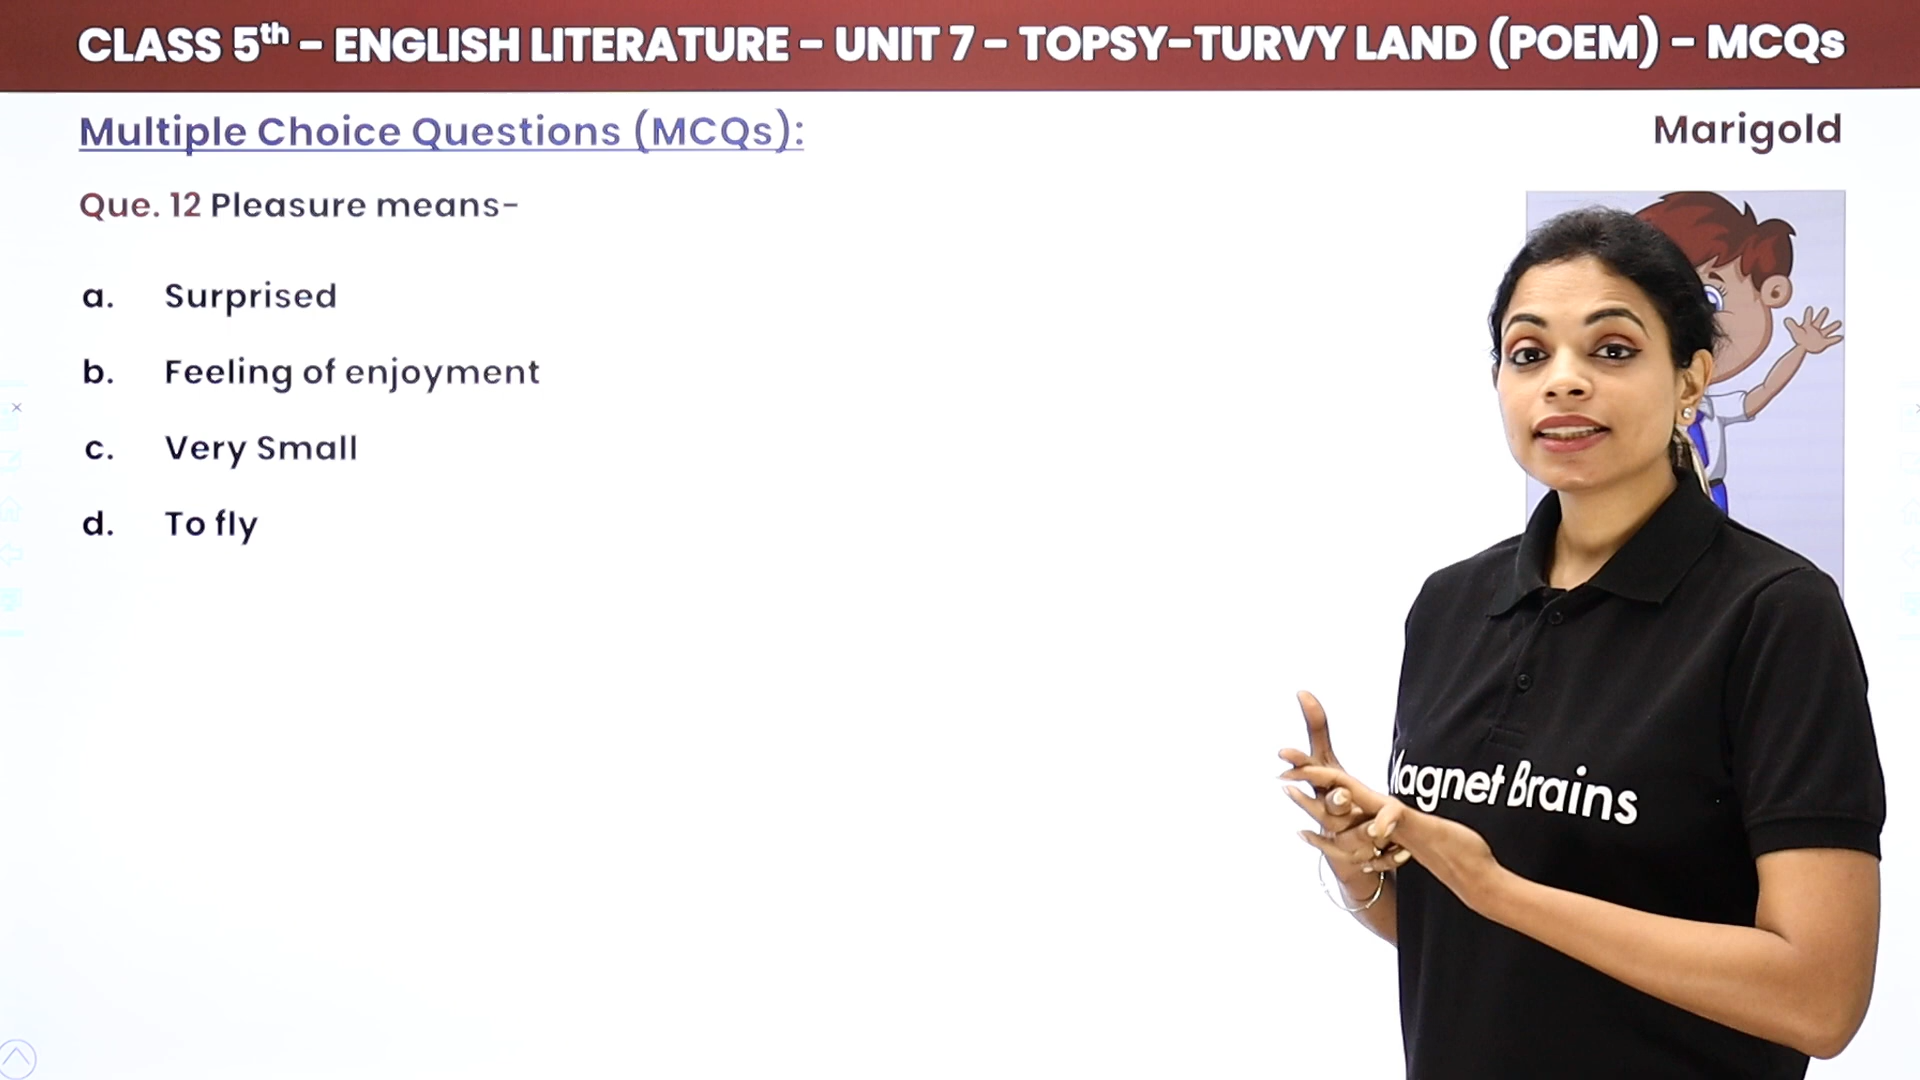 CLASS 5th - ENGLISH LITERATURE - UNIT 7 - TOPSY-TURVY LAND (POEM) - MCQs
Multiple Choice Questions (MCQs):
Marigold
Que. 12 Pleasure means-
a. Surprised
b. Feeling of enjoyment
c. Very Small
d. To fly
Magnet Brains